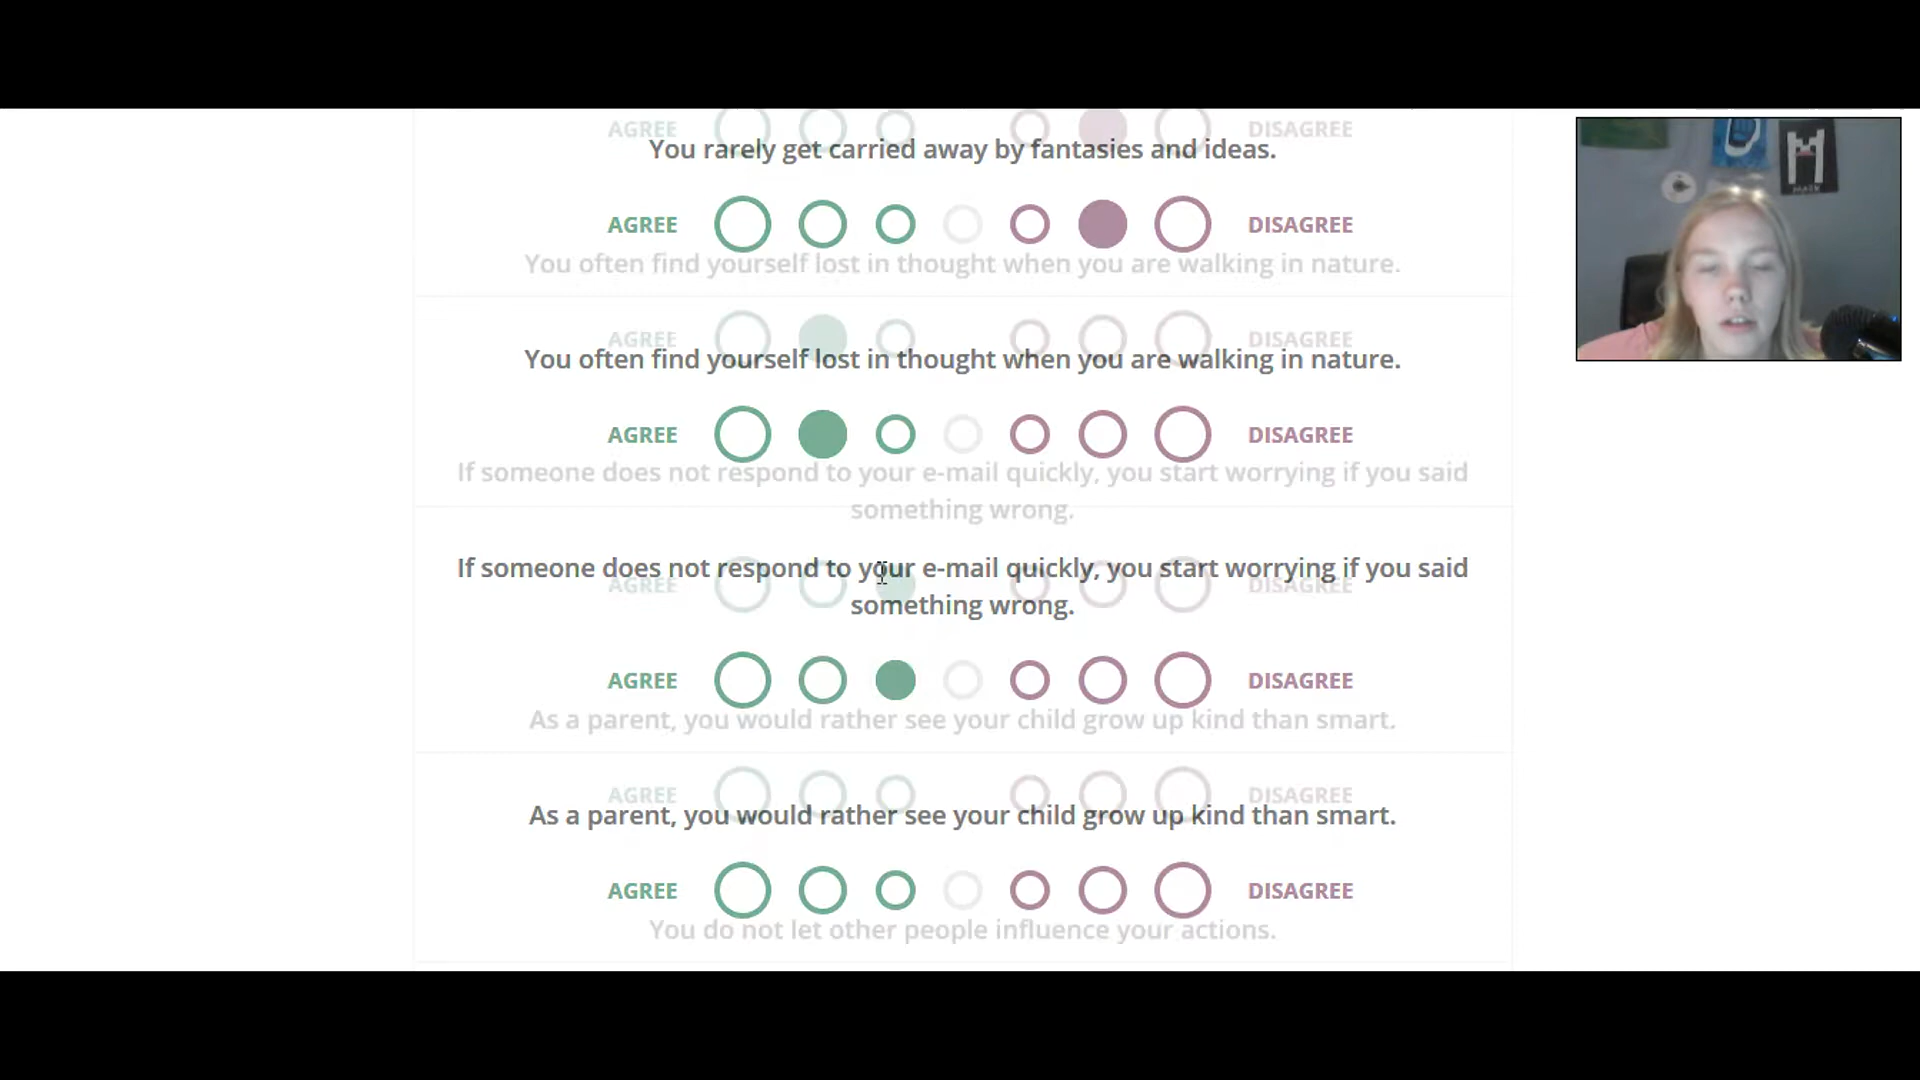 AGREE DISAGREE
You rarely get carried away by fantasies and ideas.
AGREE DISAGREE
You often find yourself lost in thought when you are walking in nature.
AGREE DISAGREE
You often find yourself lost in thought when you are walking in nature.
AGREE DISAGREE
If someone does not respond to your e-mail quickly, you start worrying if you said
something wrong.
If someone does not respond to your e-mail quickly, you start worrying if you said
AGREE DISAGREE
something wrong.
AGREE DISAGREE
As a parent, you would rather see your child grow up kind than smart.
AGREE DISAGREE
As a parent, you would rather see your child grow up kind than smart.
AGREE DISAGREE
You do not let other people influence your actions.